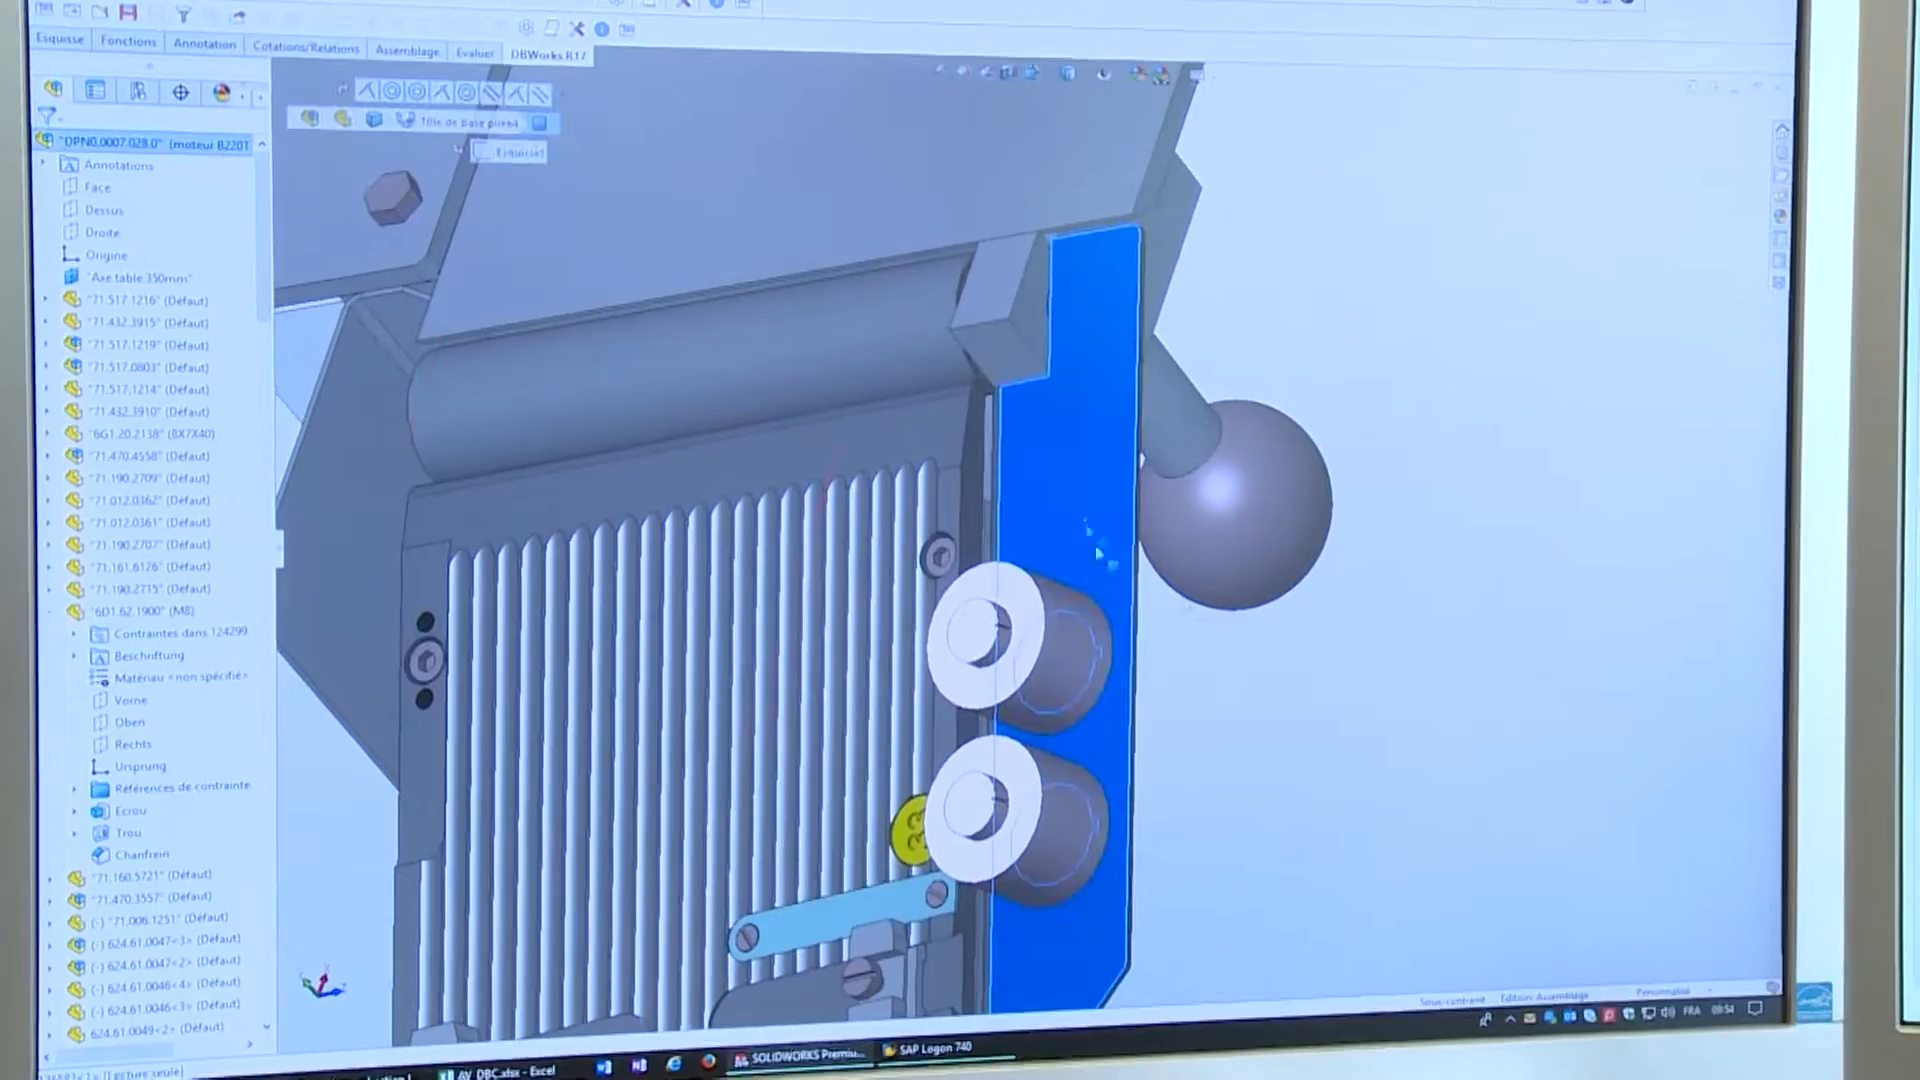 Esquisse Fonctions Annotation Cotations/Relations Assemblage Evaluer DBWorks R17
Tôle de base pliée4
Esquisse1
"DPN0.0007.028.0" (moteur B220T
Annotations
Face
Dessus
Droite
Origine
"Axe table 350mm"
"71.517.1216" (Défaut)
"71.432.3915" (Défaut)
"71.517.1219" (Défaut)
"71.517.0803" (Défaut)
"71.517.1214" (Défaut)
"71.432.3910" (Défaut)
"6G1.20.2138" (8X7X40)
"71.470.4558" (Défaut)
"71.190.2709" (Défaut)
"71.012.0362" (Défaut)
"71.012.0361" (Défaut)
"71.190.2707" (Défaut)
"71.161.6126" (Défaut)
"71.190.2715" (Défaut)
"6D1.62.1900" (M8)
Contraintes dans 124299
Beschriftung
Matériau <non spécifié>
Vorne
Oben
Rechts
Ursprung
Références de contrainte
Ecrou
Trou
Chanfrein
"71.160.5721" (Défaut)
"71.470.3557" (Défaut)
(-) "71.006.1251" (Défaut)
(-) 624.61.0047<3> (Défaut)
(-) 624.61.0047<2> (Défaut)
(-) 624.61.0046<4> (Défaut)
(-) 624.61.0046<3> (Défaut)
624.61.0049<2> (Défaut)
33
Sous-contraint Edition: Assemblage Personnalisé
(Lecture seule)
AV_DBC.xlsx - Excel
SOLIDWORKS Premiu...
SAP Logon 740
FRA 09:54